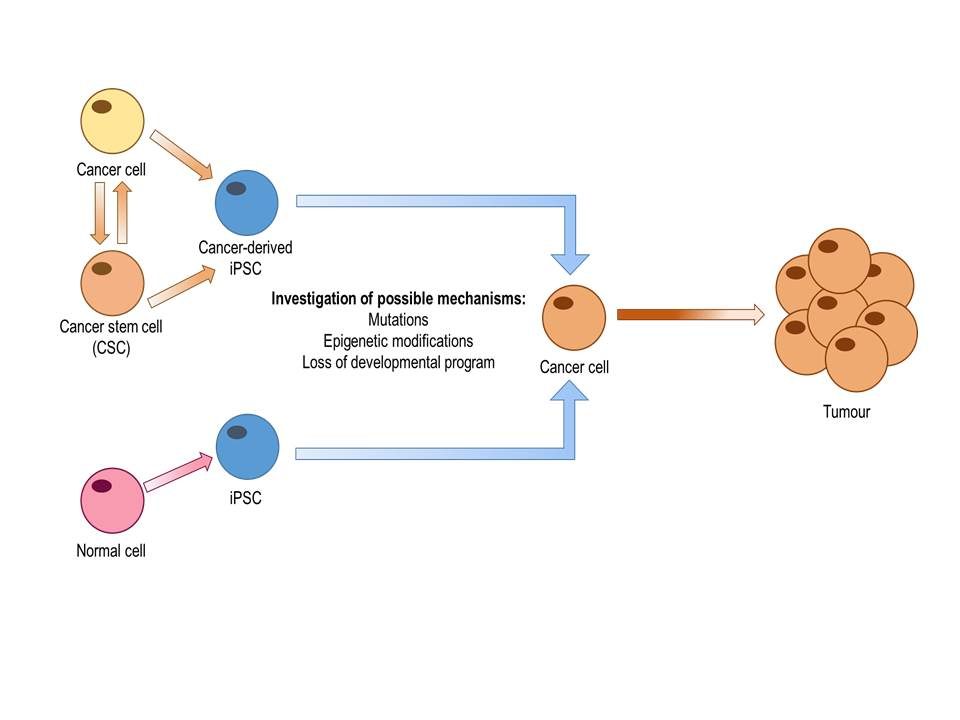 Cancer cell
Cancer-derived
iPSC
Cancer stem cell
(CSC)
Investigation of possible mechanisms:
Mutations
Epigenetic modifications
Loss of developmental program
Cancer cell
Tumour
iPSC
Normal cell